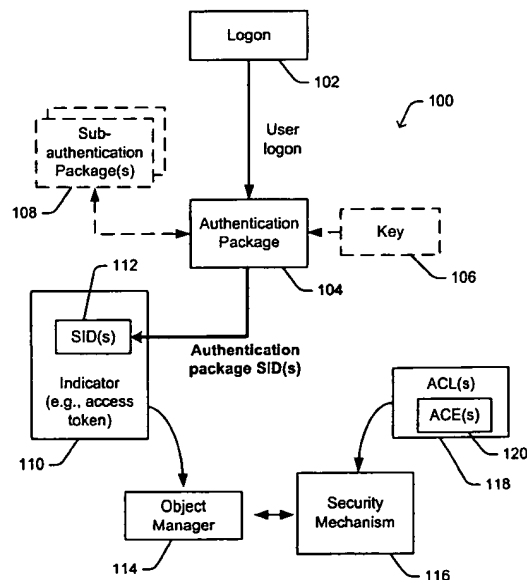 Logon
102
100
User
logon
Sub-
authentication
Package(s)
108
Authentication
Package
104
Key
106
112
SID(s)
Authentication
package SID(s)
Indicator
(e.g., access
token)
110
ACL(s)
ACE(s)
120
118
Object
Manager
114
Security
Mechanism
116